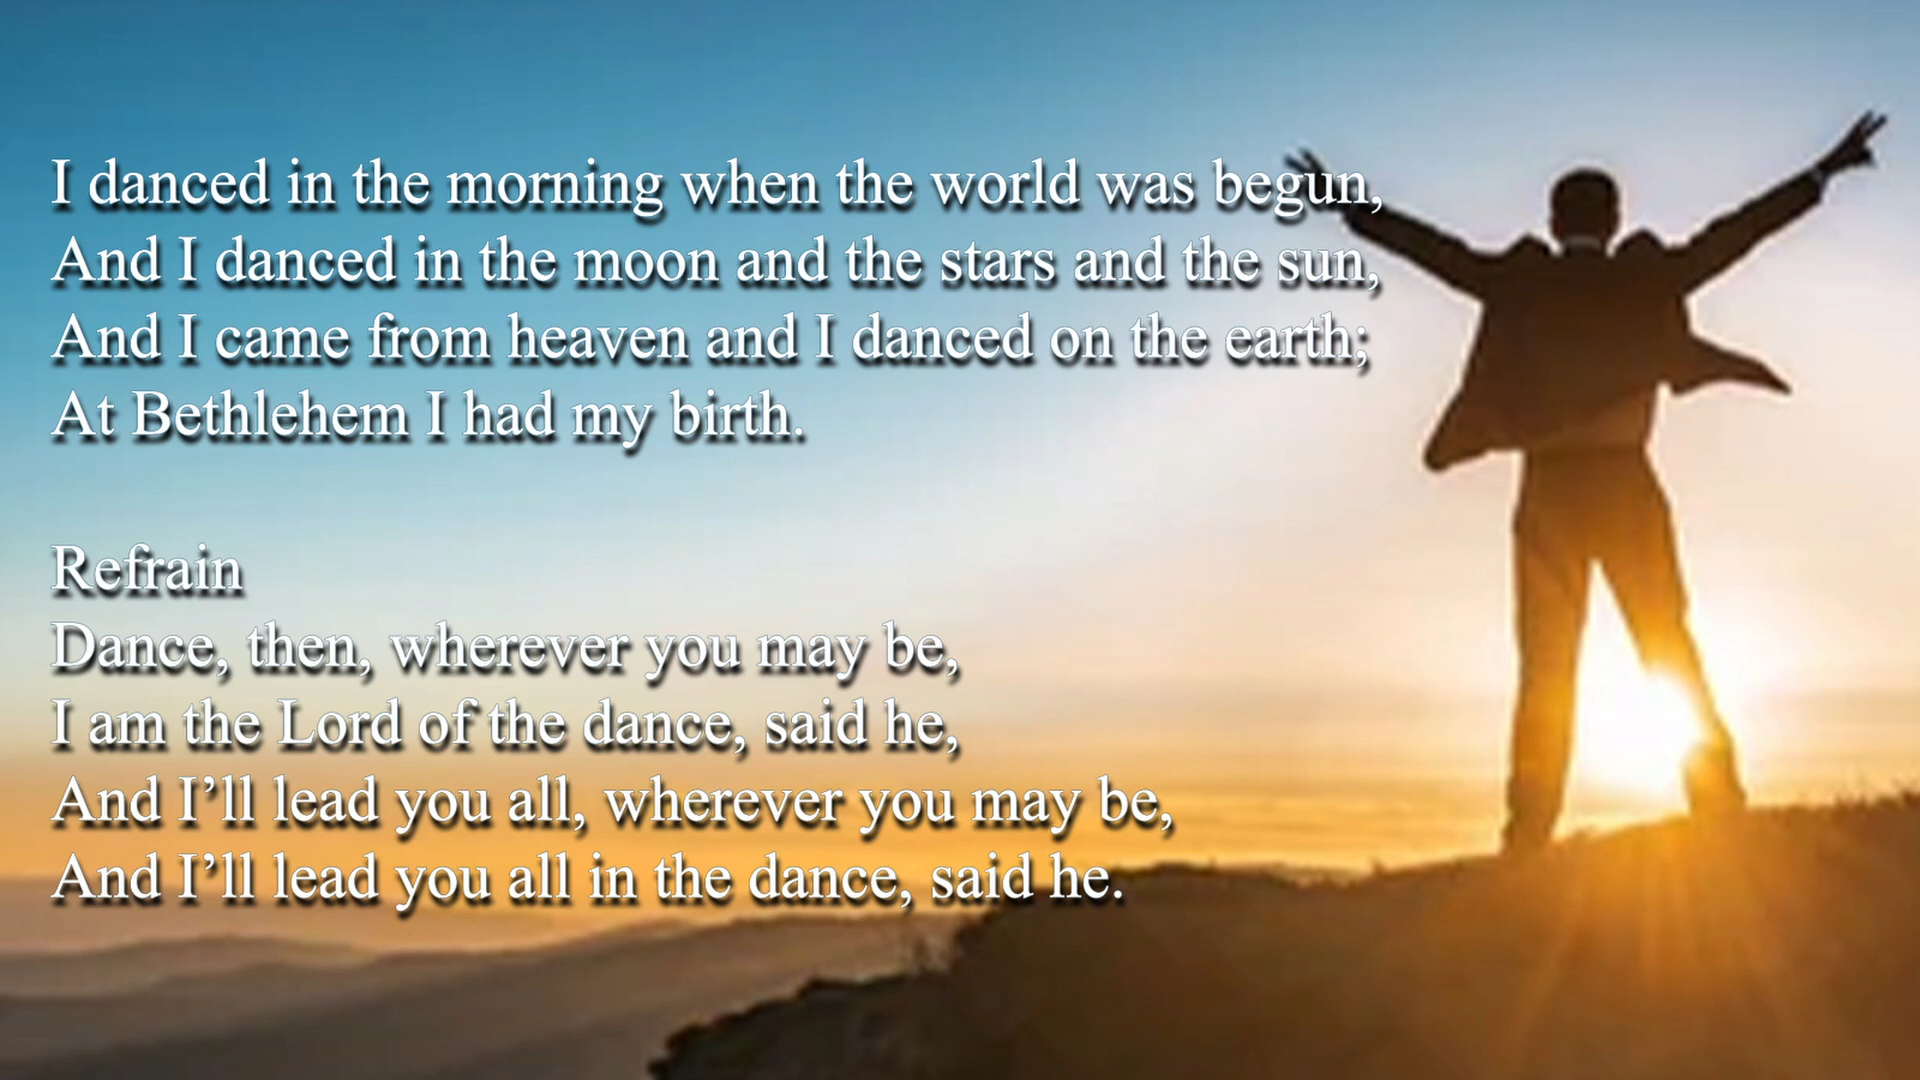 I danced in the morning when the world was begun,
And I danced in the moon and the stars and the sun,
And I came from heaven and I danced on the earth;
At Bethlehem I had my birth.
Refrain
Dance, then, wherever you may be,
I am the Lord of the dance, said he,
And I’ll lead you all, wherever you may be,
And I’ll lead you all in the dance, said he.